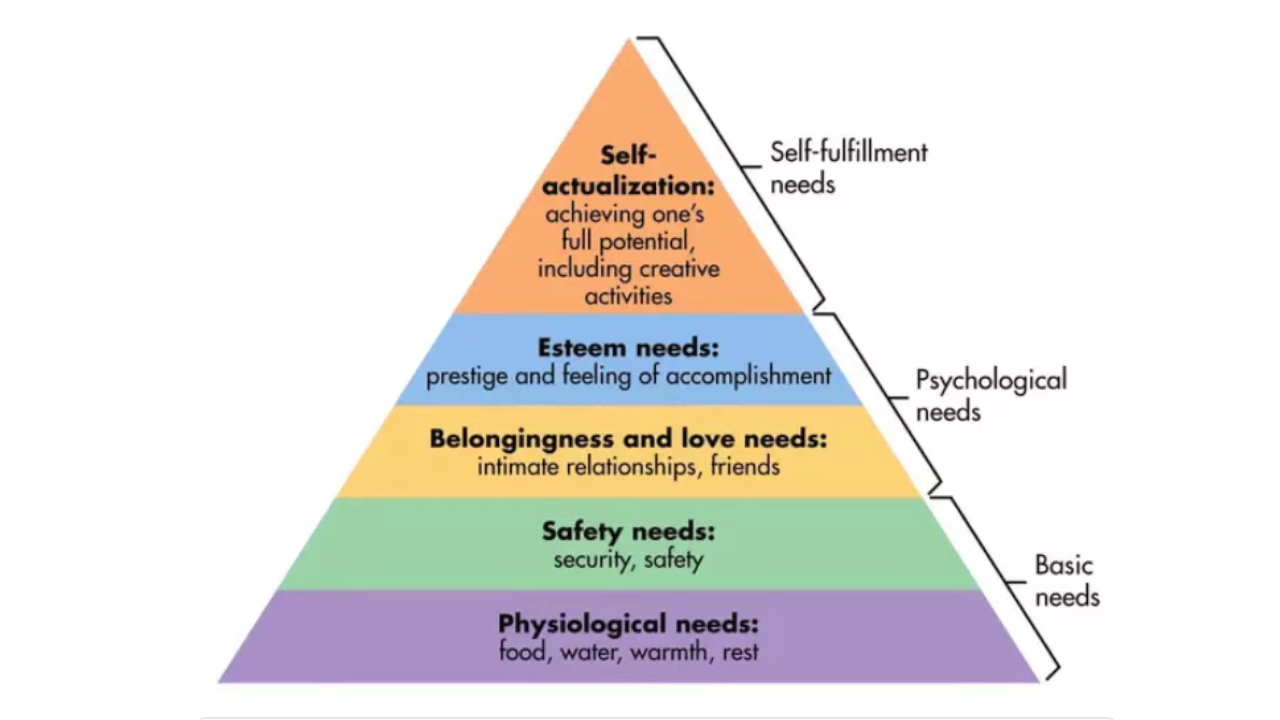 Self-
actualization:
achieving one's
full potential,
including creative
activities
Self-fulfillment
needs
Esteem needs:
prestige and feeling of accomplishment
Psychological
needs
Belongingness and love needs:
intimate relationships, friends
Safety needs:
security, safety
Basic
needs
Physiological needs:
food, water, warmth, rest